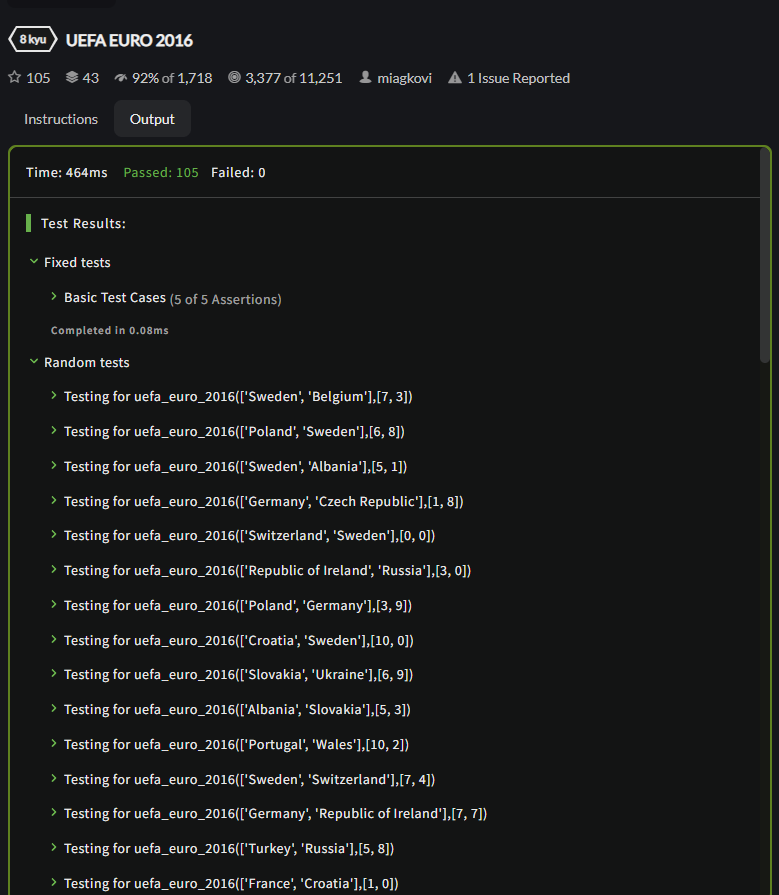 8 kyu UEFA EURO 2016
105 43 92% of 1,718 3,377 of 11,251 miagkovi 1 Issue Reported
Instructions Output
Time: 464ms Passed: 105 Failed: 0
Test Results:
Fixed tests
Basic Test Cases (5 of 5 Assertions)
Completed in 0.08ms
Random tests
Testing for uefa_euro_2016(['Sweden', 'Belgium'],[7, 3])
Testing for uefa_euro_2016(['Poland', 'Sweden'],[6, 8])
Testing for uefa_euro_2016(['Sweden', 'Albania'],[5, 1])
Testing for uefa_euro_2016(['Germany', 'Czech Republic'],[1, 8])
Testing for uefa_euro_2016(['Switzerland', 'Sweden'],[0, 0])
Testing for uefa_euro_2016(['Republic of Ireland', 'Russia'],[3, 0])
Testing for uefa_euro_2016(['Poland', 'Germany'],[3, 9])
Testing for uefa_euro_2016(['Croatia', 'Sweden'],[10, 0])
Testing for uefa_euro_2016(['Slovakia', 'Ukraine'],[6, 9])
Testing for uefa_euro_2016(['Albania', 'Slovakia'],[5, 3])
Testing for uefa_euro_2016(['Portugal', 'Wales'],[10, 2])
Testing for uefa_euro_2016(['Sweden', 'Switzerland'],[7, 4])
Testing for uefa_euro_2016(['Germany', 'Republic of Ireland'],[7, 7])
Testing for uefa_euro_2016(['Turkey', 'Russia'],[5, 8])
Testing for uefa_euro_2016(['France', 'Croatia'],[1, 0])